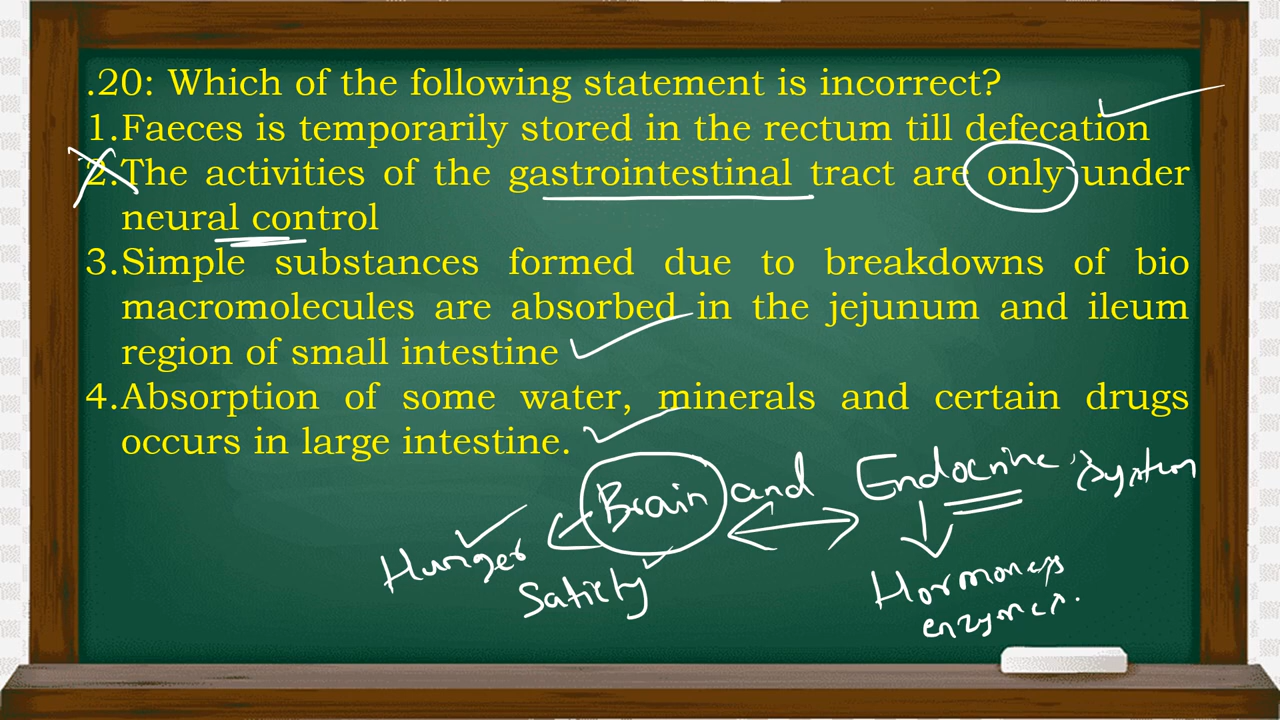 .20: Which of the following statement is incorrect?
1.Faeces is temporarily stored in the rectum till defecation
2.The activities of the gastrointestinal tract are only under
neural control
3.Simple substances formed due to breakdowns of bio
macromolecules are absorbed in the jejunum and ileum
region of small intestine
4.Absorption of some water, minerals and certain drugs
occurs in large intestine.
Brain and Endocrine system
Hunger
Satiety
Hormones
enzymes.